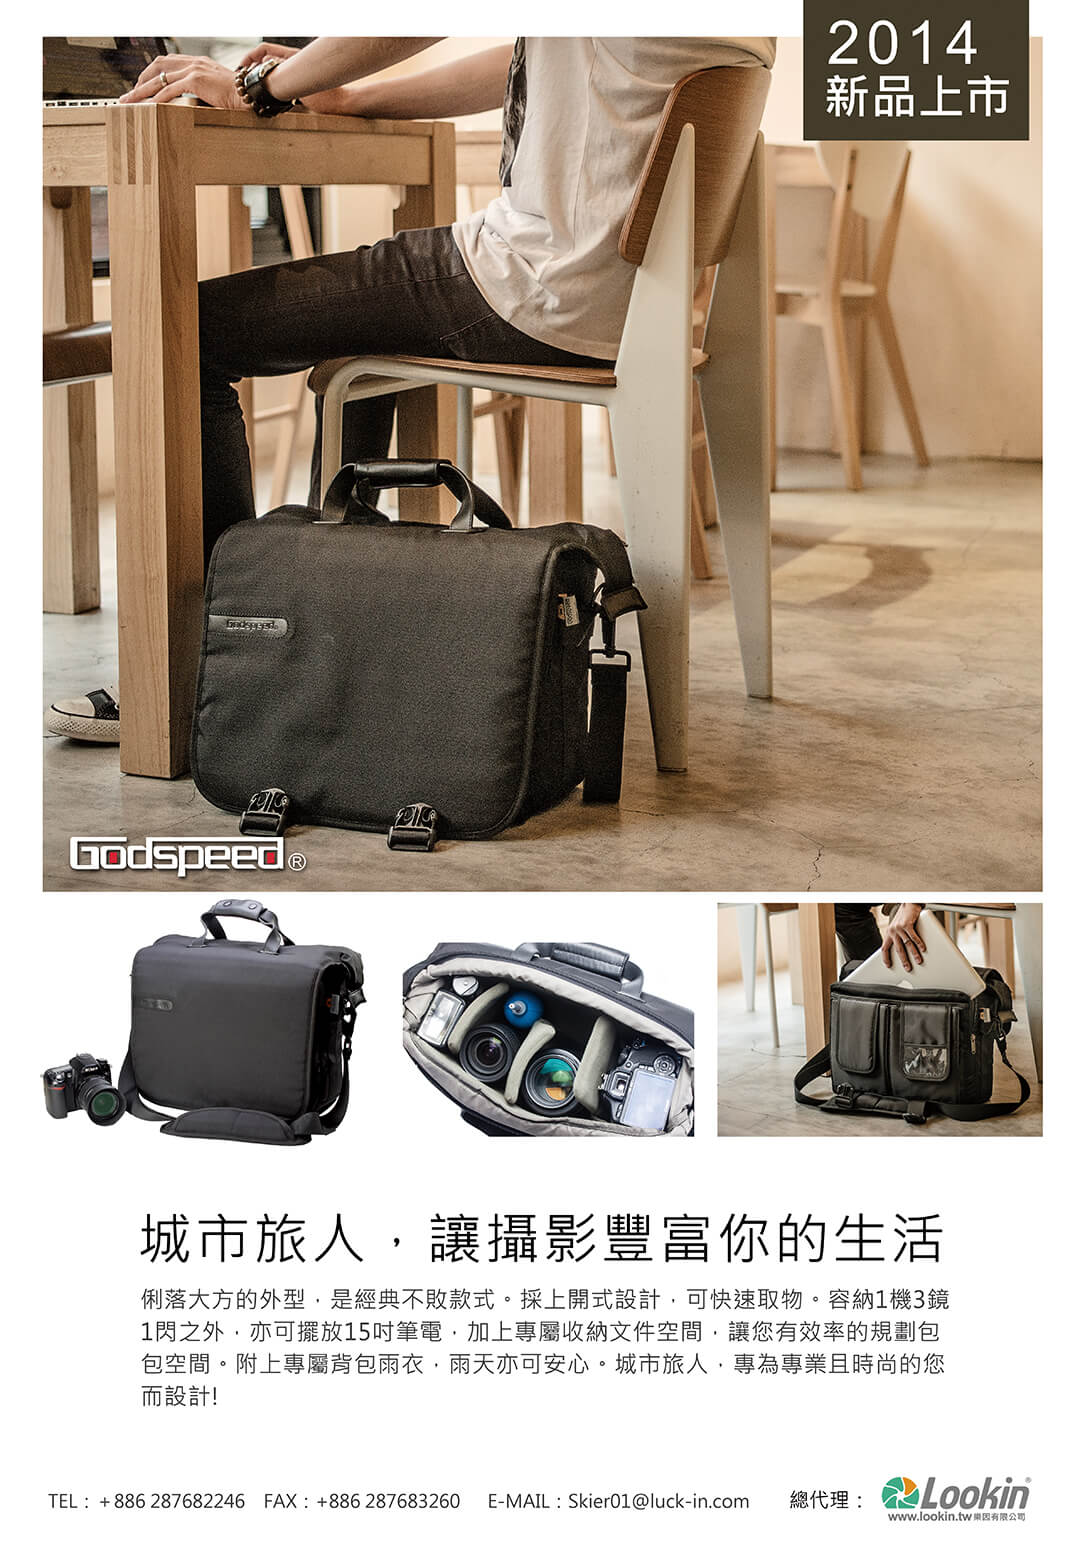 2014
新品上市
Godspeed®
Godspeed®
城市旅人，讓攝影豐富你的生活
俐落大方的外型，是經典不敗款式。採上開式設計，可快速取物。容納1機3鏡
1閃之外，亦可擺放15吋筆電，加上專屬收納文件空間，讓您有效率的規劃包
包空間。附上專屬背包雨衣，雨天亦可安心。城市旅人，專為專業且時尚的您
而設計!
TEL：＋886 287682246 FAX：+886 287683260 E-MAIL：Skier01@luck-in.com 總代理：
Lookin®
www.lookin.tw 樂因有限公司